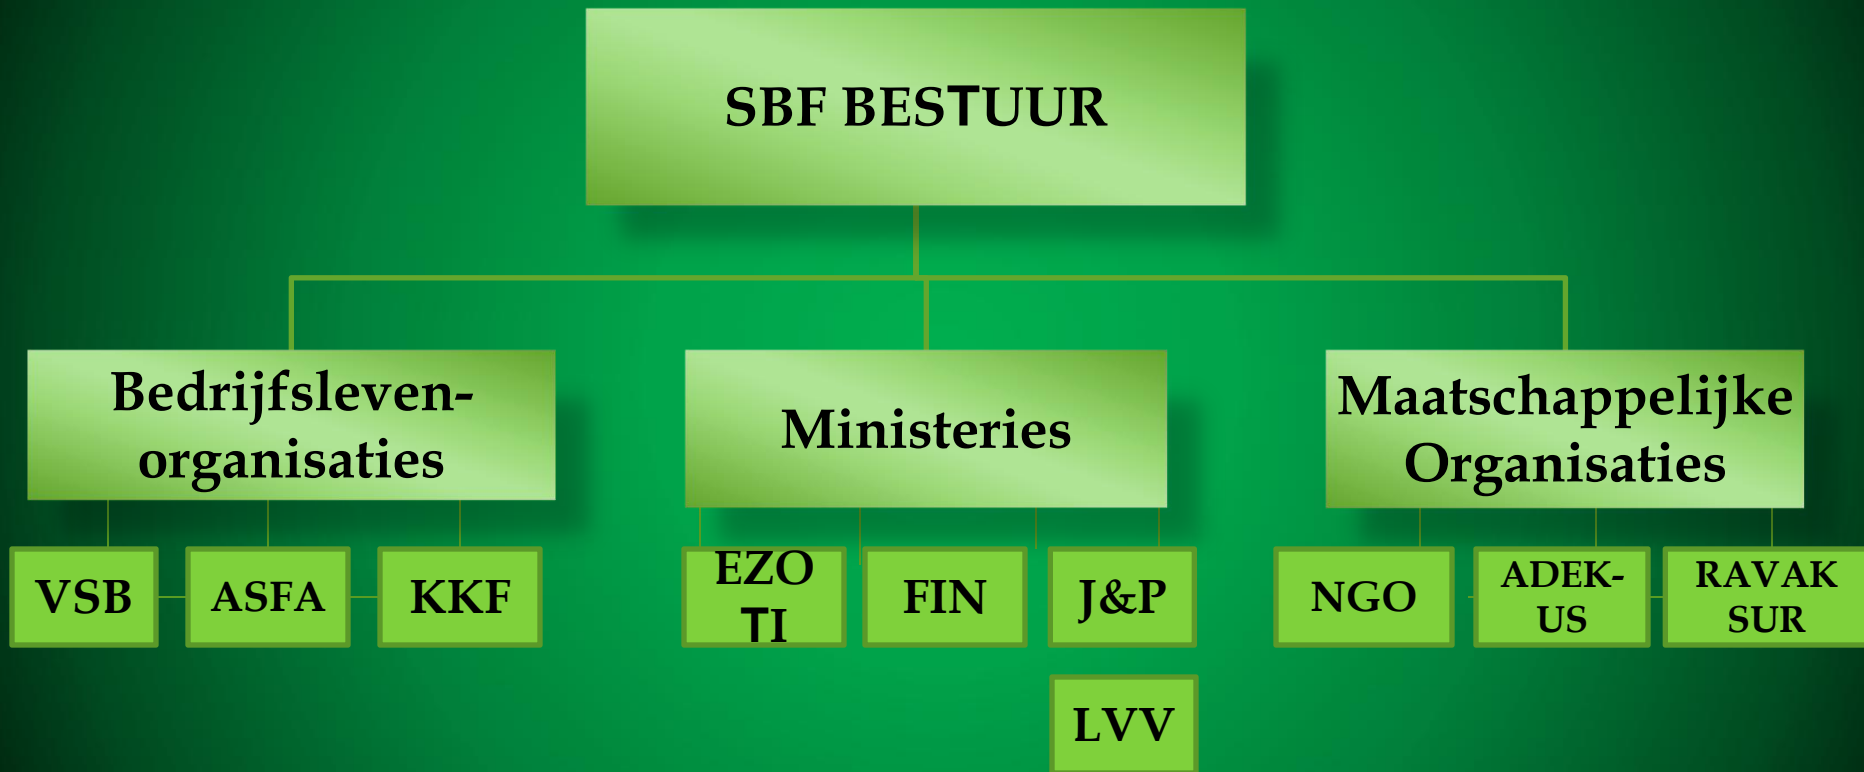 SBF BESTUUR
Bedrijfsleven-
organisaties
Ministeries
Maatschappelijke
Organisaties
VSB
ASFA
KKF
EZO
TI
FIN
J&P
NGO
ADEK-
US
RAVAK
SUR
LVV